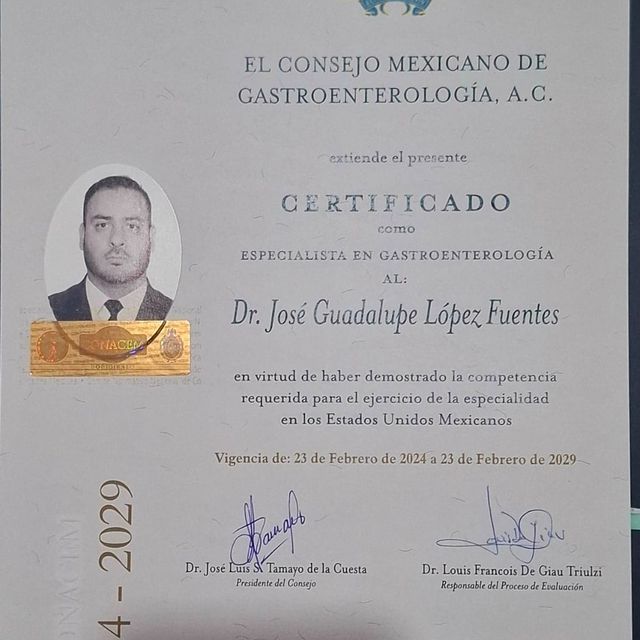 EL CONSEJO MEXICANO DE
GASTROENTEROLOGÍA, A.C.
extiende el presente
CERTIFICADO
como
ESPECIALISTA EN GASTROENTEROLOGÍA
AL:
Dr. José Guadalupe López Fuentes
CONACEM
en virtud de haber demostrado la competencia
requerida para el ejercicio de la especialidad
en los Estados Unidos Mexicanos
Vigencia de: 23 de Febrero de 2024 a 23 de Febrero de 2029
Dr. José Luis S. Tamayo de la Cuesta
Presidente del Consejo
Dr. Louis Francois De Giau Triulzi
Responsable del Proceso de Evaluación
4 - 2029